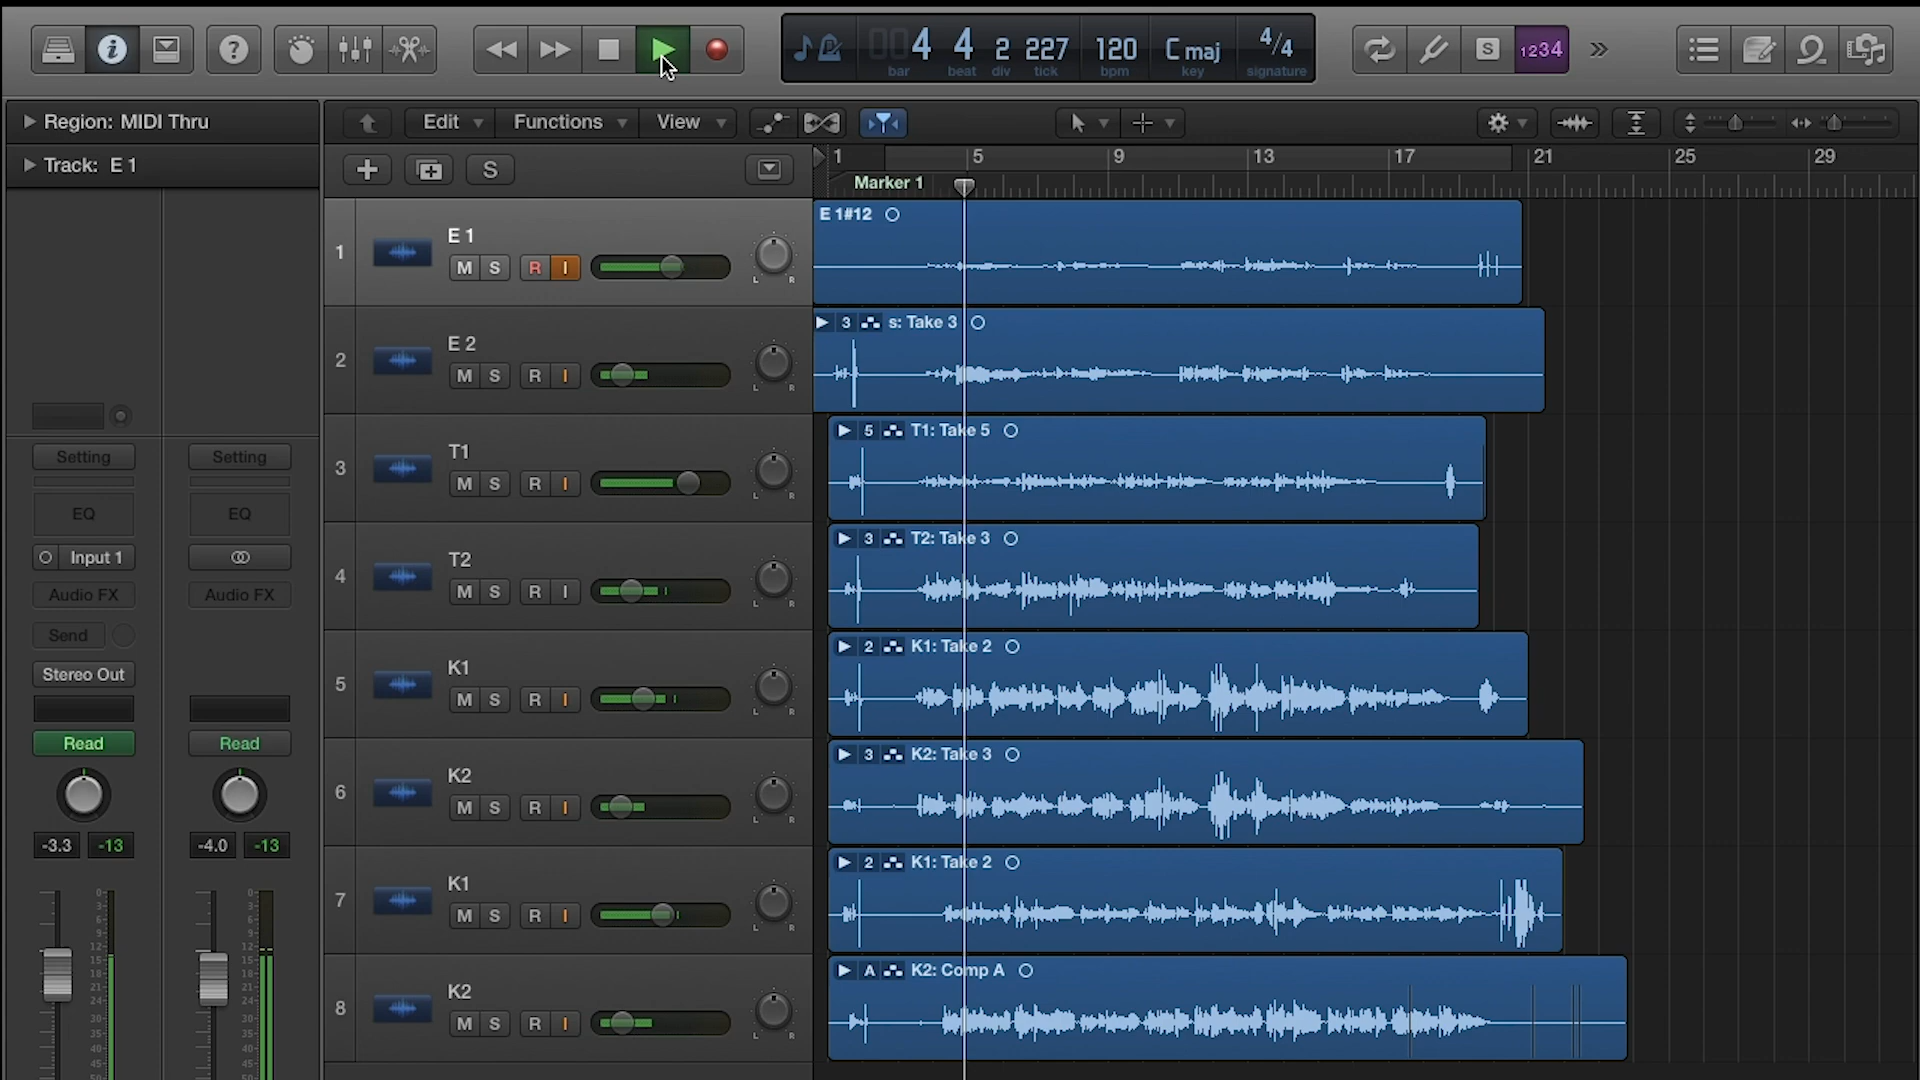 4 4 2 227 120 C maj 4/4
bar beat div tick bpm key signature
S 1234
Region: MIDI Thru
Track: E 1
Edit Functions View
S
1 5 9 13 17 21 25 29
Marker 1
Setting Setting
EQ EQ
Input 1
Audio FX Audio FX
Send
Stereo Out
Read Read
-3.3 -13 -4.0 -13
1 E 1
M S R I
L R
E 1#12
2 E 2
M S R I
L R
3 s: Take 3
3 T1
M S R I
L R
5 T1: Take 5
4 T2
M S R I
L R
3 T2: Take 3
5 K1
M S R I
L R
2 K1: Take 2
6 K2
M S R I
L R
3 K2: Take 3
7 K1
M S R I
L R
2 K1: Take 2
8 K2
M S R I
L R
A K2: Comp A